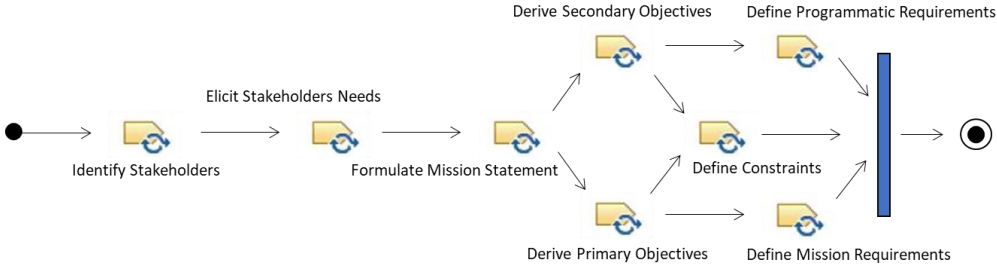 Derive Secondary Objectives
Define Programmatic Requirements
Elicit Stakeholders Needs
Identify Stakeholders
Formulate Mission Statement
Define Constraints
Derive Primary Objectives
Define Mission Requirements